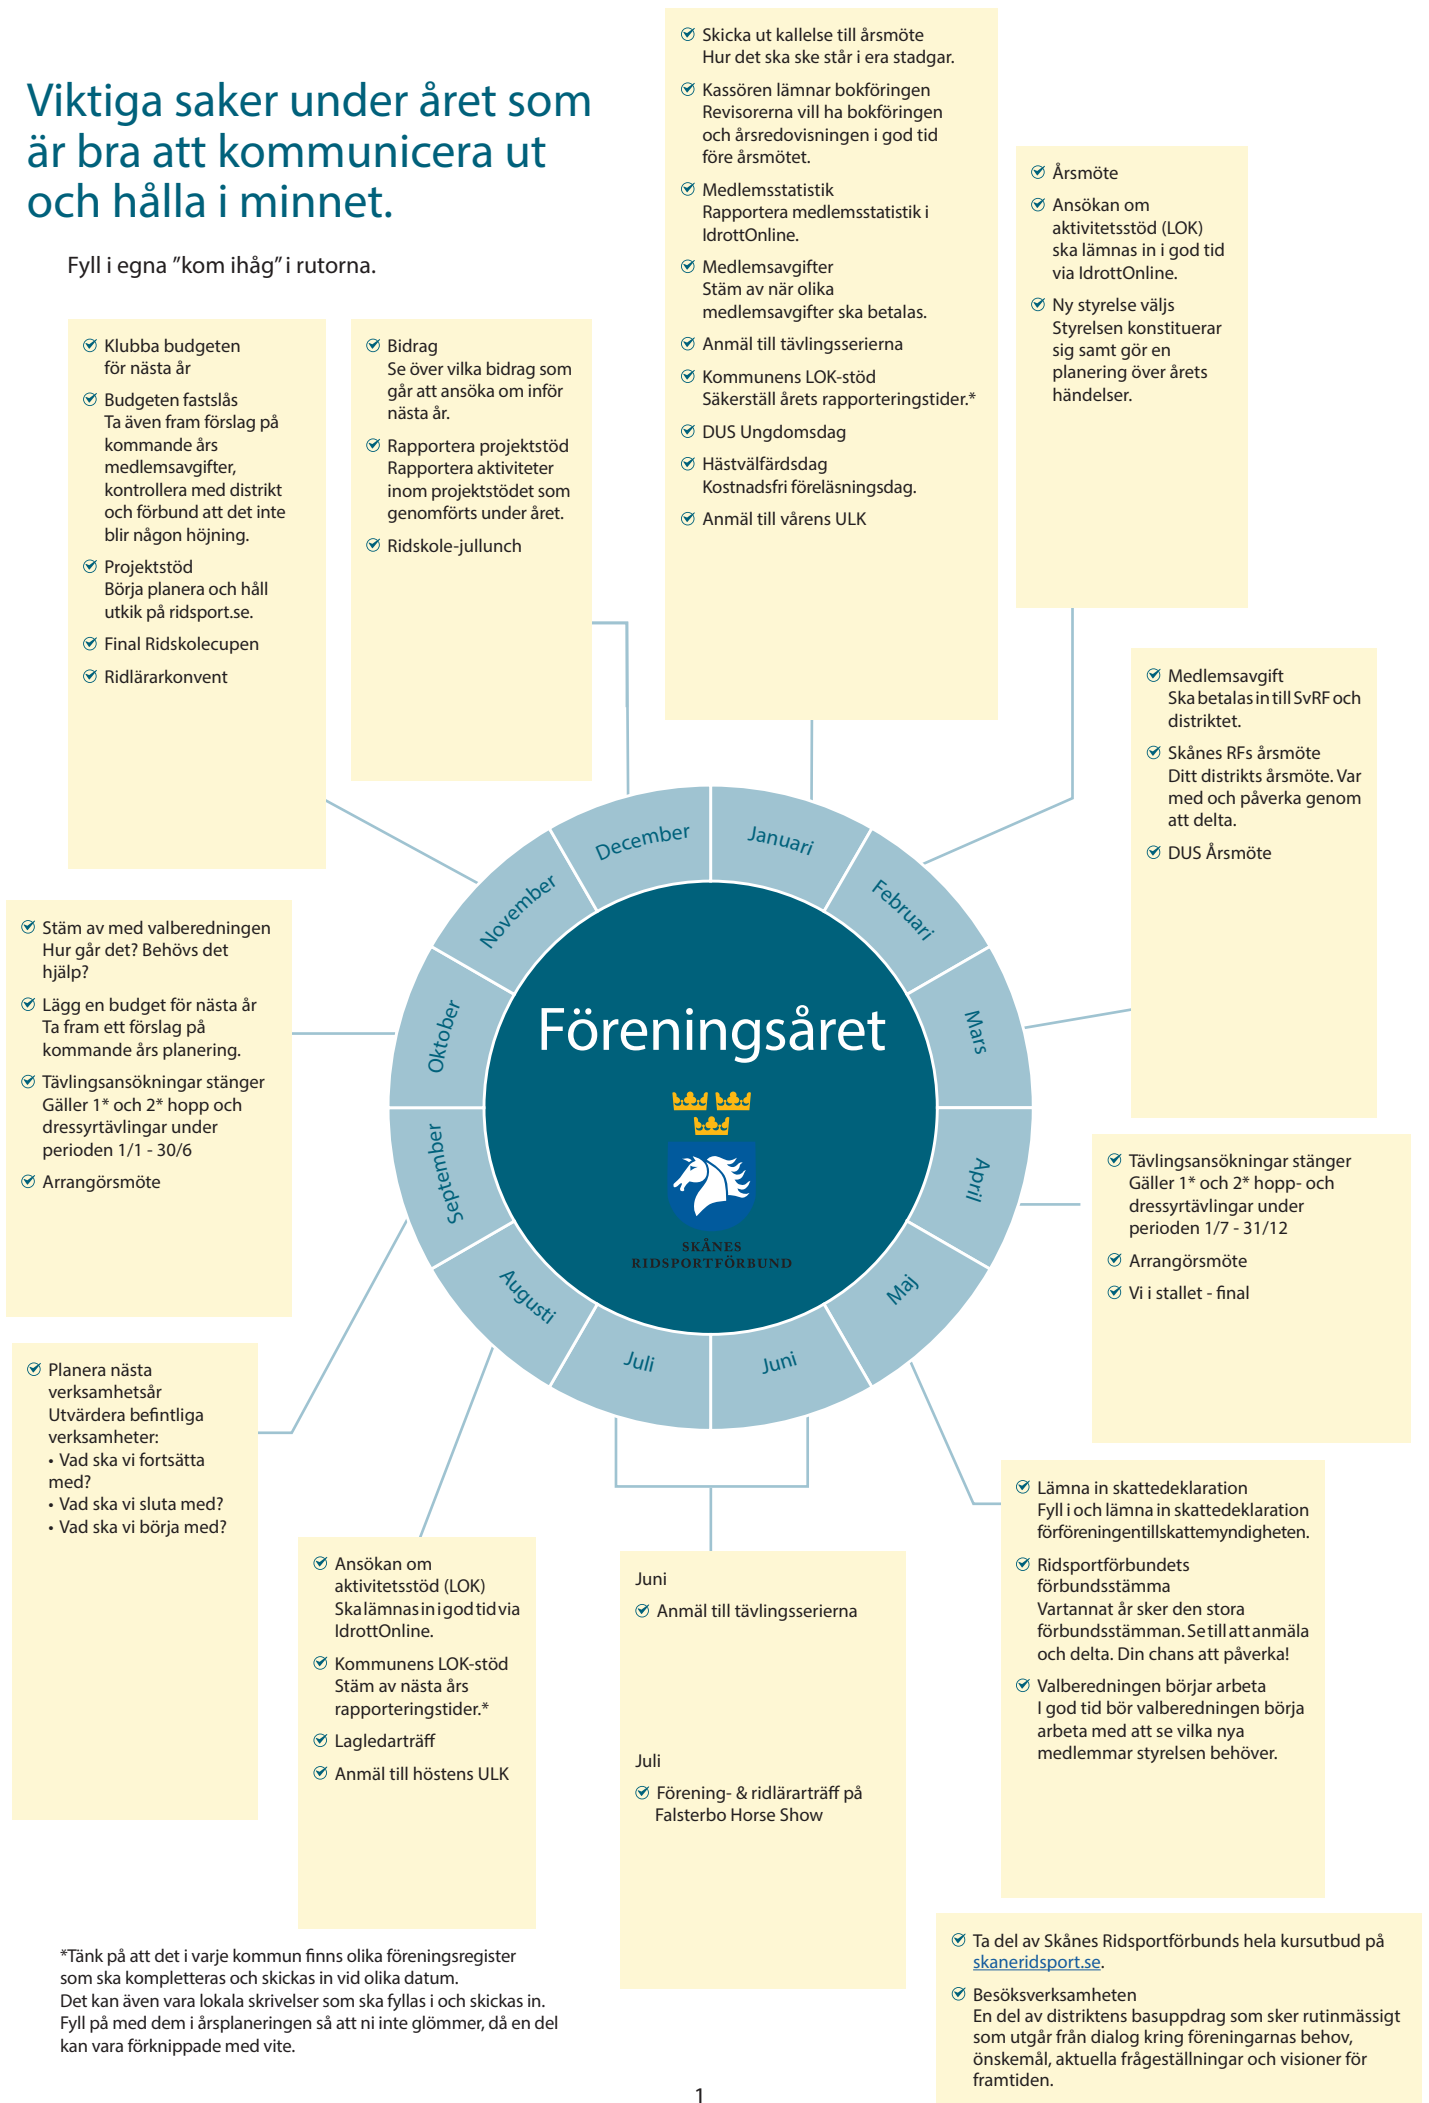 Viktiga saker under året som
är bra att kommunicera ut
och hålla i minnet.
Fyll i egna ”kom ihåg” i rutorna.
Skicka ut kallelse till årsmöte
Hur det ska ske står i era stadgar.
Kassören lämnar bokföringen
Revisorerna vill ha bokföringen
och årsredovisningen i god tid
före årsmötet.
Medlemsstatistik
Rapportera medlemsstatistik i
IdrottOnline.
Medlemsavgifter
Stäm av när olika
medlemsavgifter ska betalas.
Anmäl till tävlingsserierna
Kommunens LOK-stöd
Säkerställ årets rapporteringstider.*
DUS Ungdomsdag
Hästvälfärdsdag
Kostnadsfri föreläsningsdag.
Anmäl till vårens ULK
Årsmöte
Ansökan om
aktivitetsstöd (LOK)
ska lämnas in i god tid
via IdrottOnline.
Ny styrelse väljs
Styrelsen konstituerar
sig samt gör en
planering över årets
händelser.
Klubba budgeten
för nästa år
Budgeten fastslås
Ta även fram förslag på
kommande års
medlemsavgifter,
kontrollera med distrikt
och förbund att det inte
blir någon höjning.
Projektstöd
Börja planera och håll
utkik på ridsport.se.
Final Ridskolecupen
Ridlärarkonvent
Bidrag
Se över vilka bidrag som
går att ansöka om inför
nästa år.
Rapportera projektstöd
Rapportera aktiviteter
inom projektstödet som
genomförts under året.
Ridskole-jullunch
Medlemsavgift
Ska betalas in till SvRF och
distriktet.
Skånes RFs årsmöte
Ditt distrikts årsmöte. Var
med och påverka genom
att delta.
DUS Årsmöte
December
Januari
Februari
Mars
April
Maj
Juni
Juli
Augusti
September
Oktober
November
Föreningsåret
SKÅNES
RIDSPORTFÖRBUND
Stäm av med valberedningen
Hur går det? Behövs det
hjälp?
Lägg en budget för nästa år
Ta fram ett förslag på
kommande års planering.
Tävlingsansökningar stänger
Gäller 1* och 2* hopp och
dressyrtävlingar under
perioden 1/1 - 30/6
Arrangörsmöte
Tävlingsansökningar stänger
Gäller 1* och 2* hopp- och
dressyrtävlingar under
perioden 1/7 - 31/12
Arrangörsmöte
Vi i stallet - final
Planera nästa
verksamhetsår
Utvärdera befintliga
verksamheter:
• Vad ska vi fortsätta
med?
• Vad ska vi sluta med?
• Vad ska vi börja med?
Ansökan om
aktivitetsstöd (LOK)
Ska lämnas in i god tid via
IdrottOnline.
Kommunens LOK-stöd
Stäm av nästa års
rapporteringstider.*
Lagledarträff
Anmäl till höstens ULK
Juni
Anmäl till tävlingsserierna
Juli
Förening- & ridlärarträff på
Falsterbo Horse Show
Lämna in skattedeklaration
Fyll i och lämna in skattedeklaration
för föreningen till skattemyndigheten.
Ridsportförbundets
förbundsstämma
Vartannat år sker den stora
förbundsstämman. Se till att anmäla
och delta. Din chans att påverka!
Valberedningen börjar arbeta
I god tid bör valberedningen börja
arbeta med att se vilka nya
medlemmar styrelsen behöver.
*Tänk på att det i varje kommun finns olika föreningsregister
som ska kompletteras och skickas in vid olika datum.
Det kan även vara lokala skrivelser som ska fyllas i och skickas in.
Fyll på med dem i årsplaneringen så att ni inte glömmer, då en del
kan vara förknippade med vite.
Ta del av Skånes Ridsportförbunds hela kursutbud på
skaneridsport.se.
Besöksverksamheten
En del av distriktens basuppdrag som sker rutinmässigt
som utgår från dialog kring föreningarnas behov,
önskemål, aktuella frågeställningar och visioner för
framtiden.
1